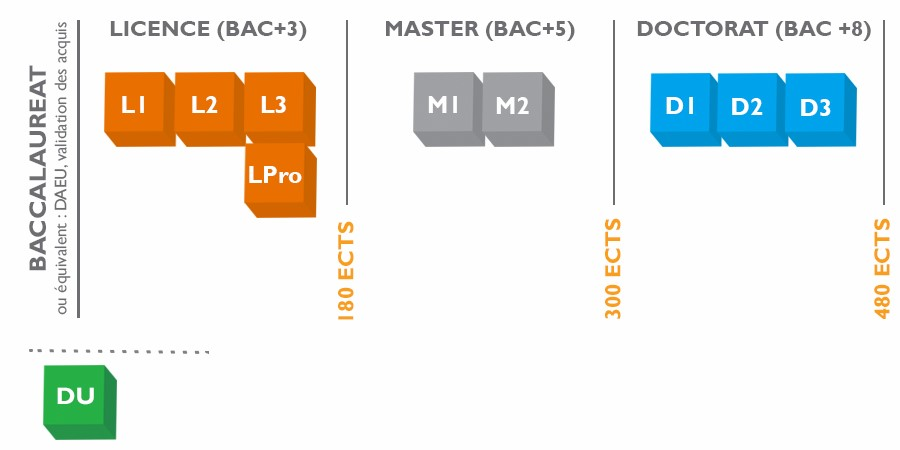 LICENCE (BAC+3)
MASTER (BAC+5)
DOCTORAT (BAC +8)
BACCALAUREAT
ou équivalent : DAEU, validation des acquis
L1
L2
L3
LPro
M1
M2
D1
D2
D3
180 ECTS
300 ECTS
480 ECTS
DU